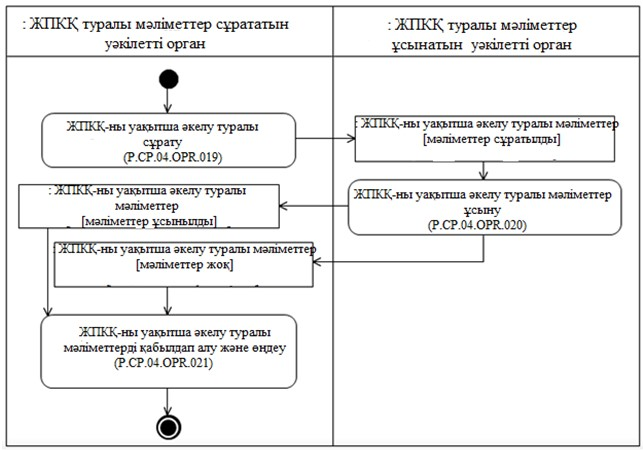 : ЖПКҚ туралы мәліметтер сұрататын
уәкілетті орган
: ЖПКҚ туралы мәліметтер
ұсынатын уәкілетті орган
ЖПКҚ-ны уақытша әкелу туралы
сұрату
(P.CP.04.OPR.019)
: ЖПКҚ-ны уақытша әкелу туралы мәліметтер
[мәліметтер сұратылды]
: ЖПКҚ-ны уақытша әкелу туралы
мәліметтер
[мәліметтер ұсынылды]
ЖПКҚ-ны уақытша әкелу туралы мәліметтер
ұсыну
(P.CP.04.OPR.020)
: ЖПКҚ-ны уақытша әкелу туралы мәліметтер
[мәліметтер жоқ]
ЖПКҚ-ны уақытша әкелу туралы
мәліметтерді қабылдап алу және өңдеу
(P.CP.04.OPR.021)